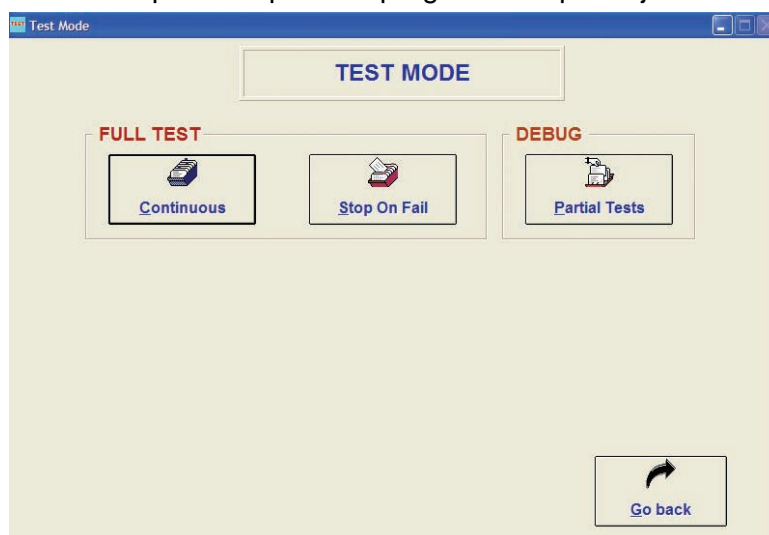 Test Mode
TEST MODE
FULL TEST
DEBUG
Continuous
Stop On Fail
Partial Tests
Go back